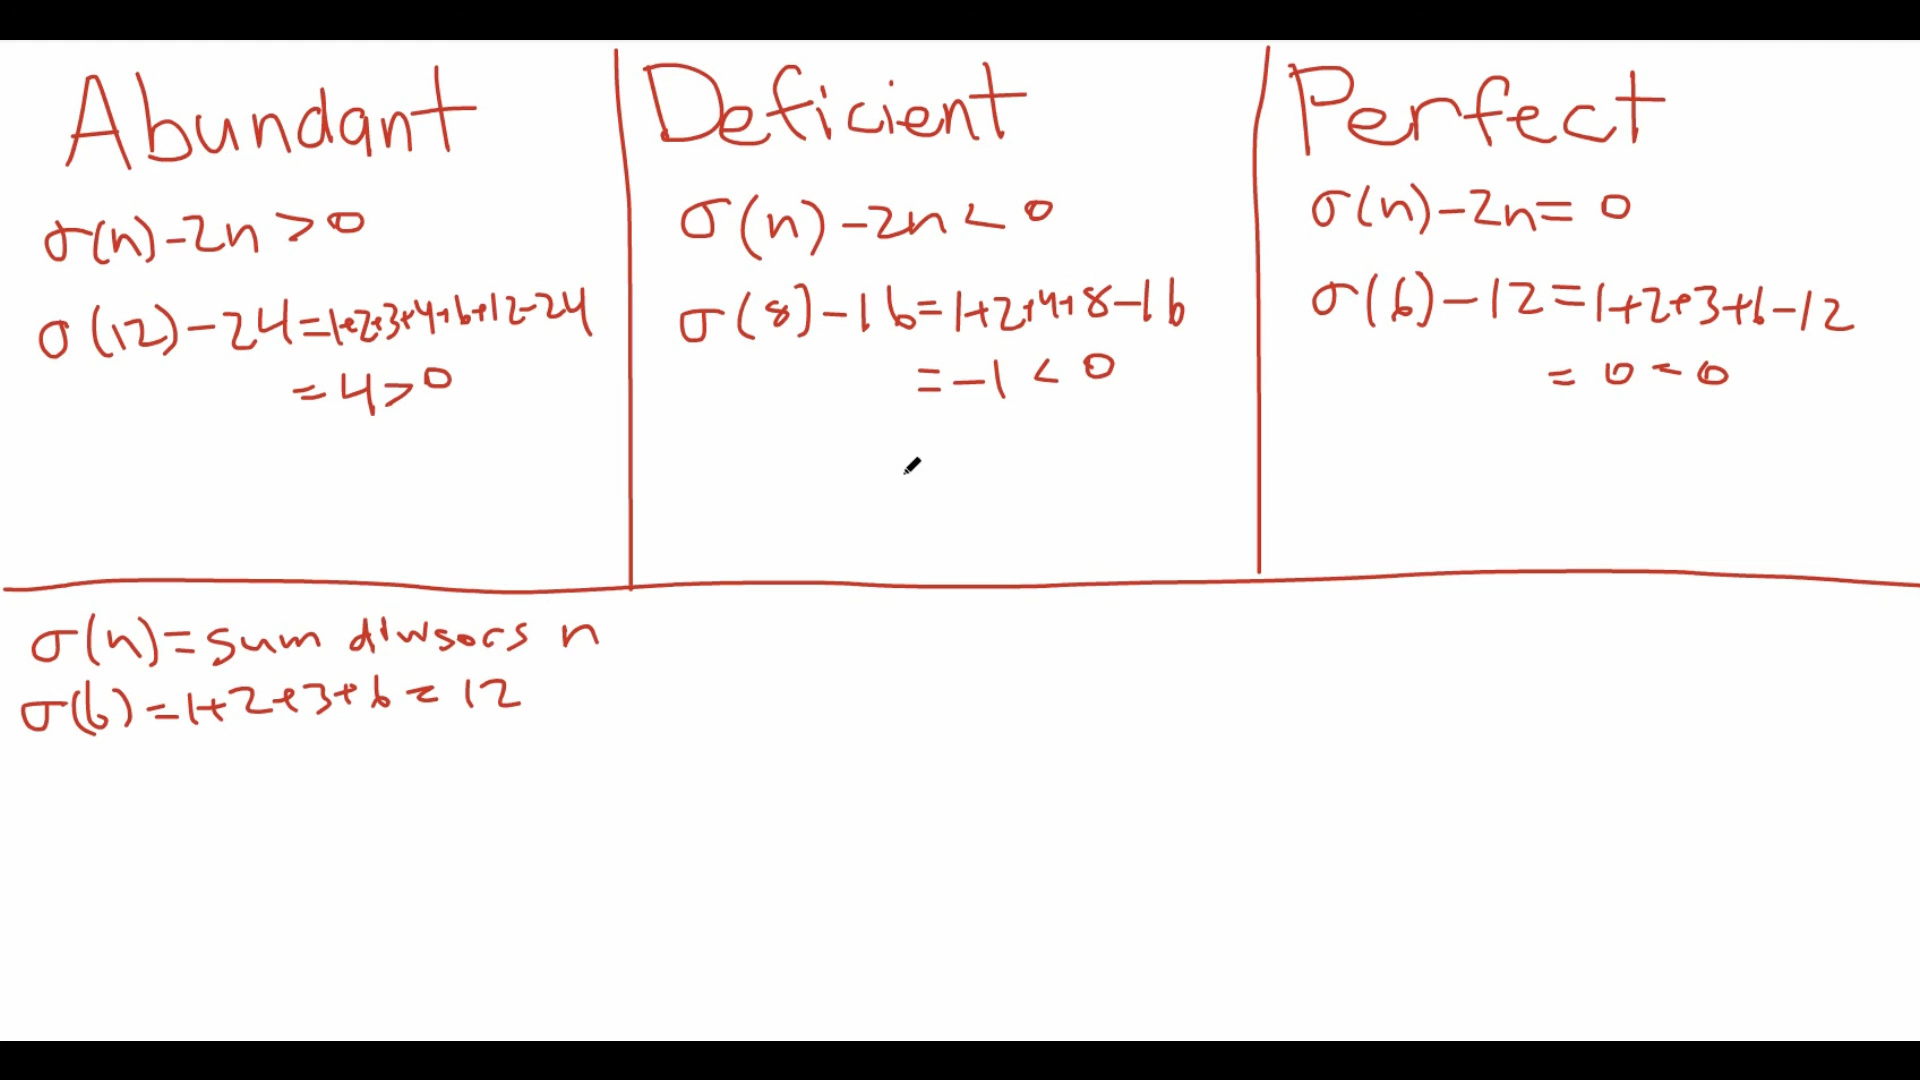 Abundant
σ(n)-2n>0
σ(12)-24=1+2+3+4+6+12-24
=4>0
Deficient
σ(n)-2n<0
σ(8)-16=1+2+4+8-16
=-1<0
Perfect
σ(n)-2n=0
σ(6)-12=1+2+3+6-12
=0=0
σ(n)=sum divisors n
σ(6)=1+2+3+6=12